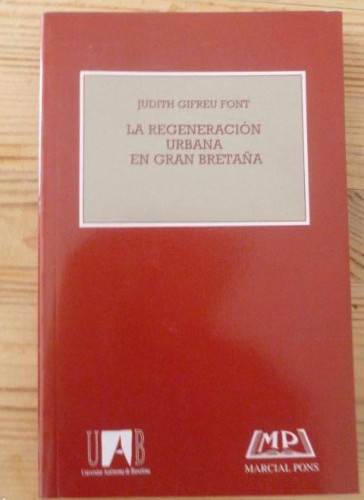 JUDITH GIFREU FONT
LA REGENERACIÓN
URBANA
EN GRAN BRETAÑA
UAB
Universitat Autònoma de Barcelona
MP
MARCIAL PONS